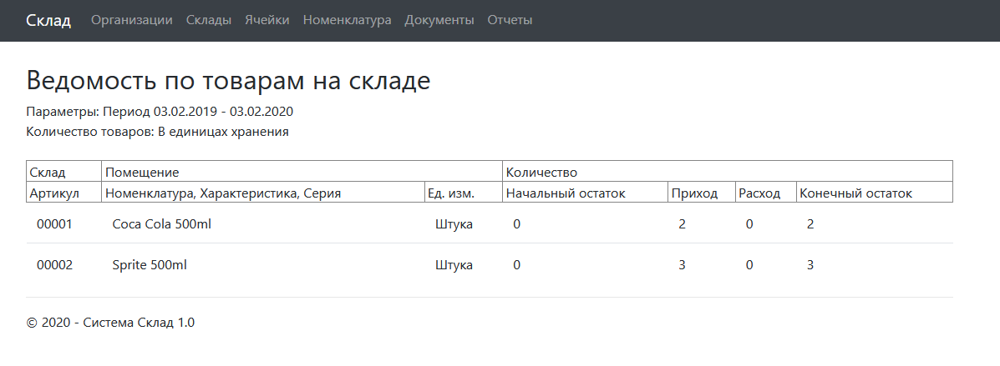 Склад Организации Склады Ячейки Номенклатура Документы Отчеты
Ведомость по товарам на складе
Параметры: Период 03.02.2019 - 03.02.2020
Количество товаров: В единицах хранения
Склад Помещение Количество
Артикул Номенклатура, Характеристика, Серия Ед. изм. Начальный остаток Приход Расход Конечный остаток
00001 Coca Cola 500ml Штука 0 2 0 2
00002 Sprite 500ml Штука 0 3 0 3
© 2020 - Система Склад 1.0